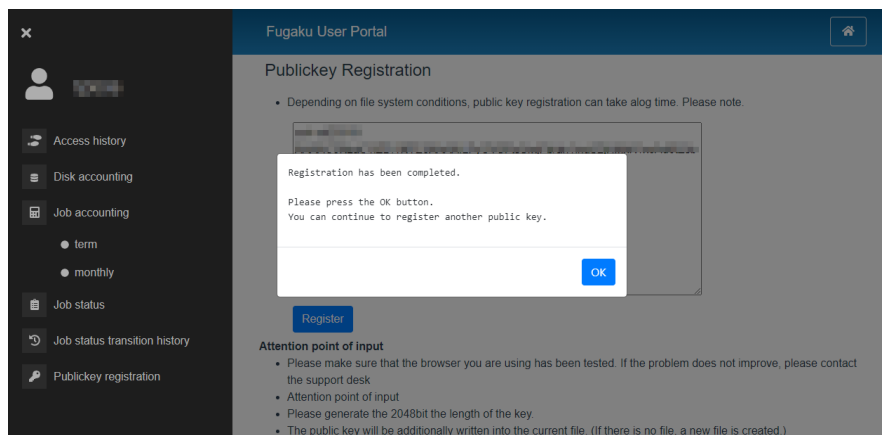 Fugaku User Portal
Publickey Registration
Depending on file system conditions, public key registration can take alog time. Please note.
Access history
Disk accounting
Job accounting
term
monthly
Job status
Job status transition history
Publickey registration
Registration has been completed.
Please press the OK button.
You can continue to register another public key.
OK
Register
Attention point of input
Please make sure that the browser you are using has been tested. If the problem does not improve, please contact
the support desk
Attention point of input
Please generate the 2048bit the length of the key.
The public key will be additionally written into the current file. (If there is no file, a new file is created.)